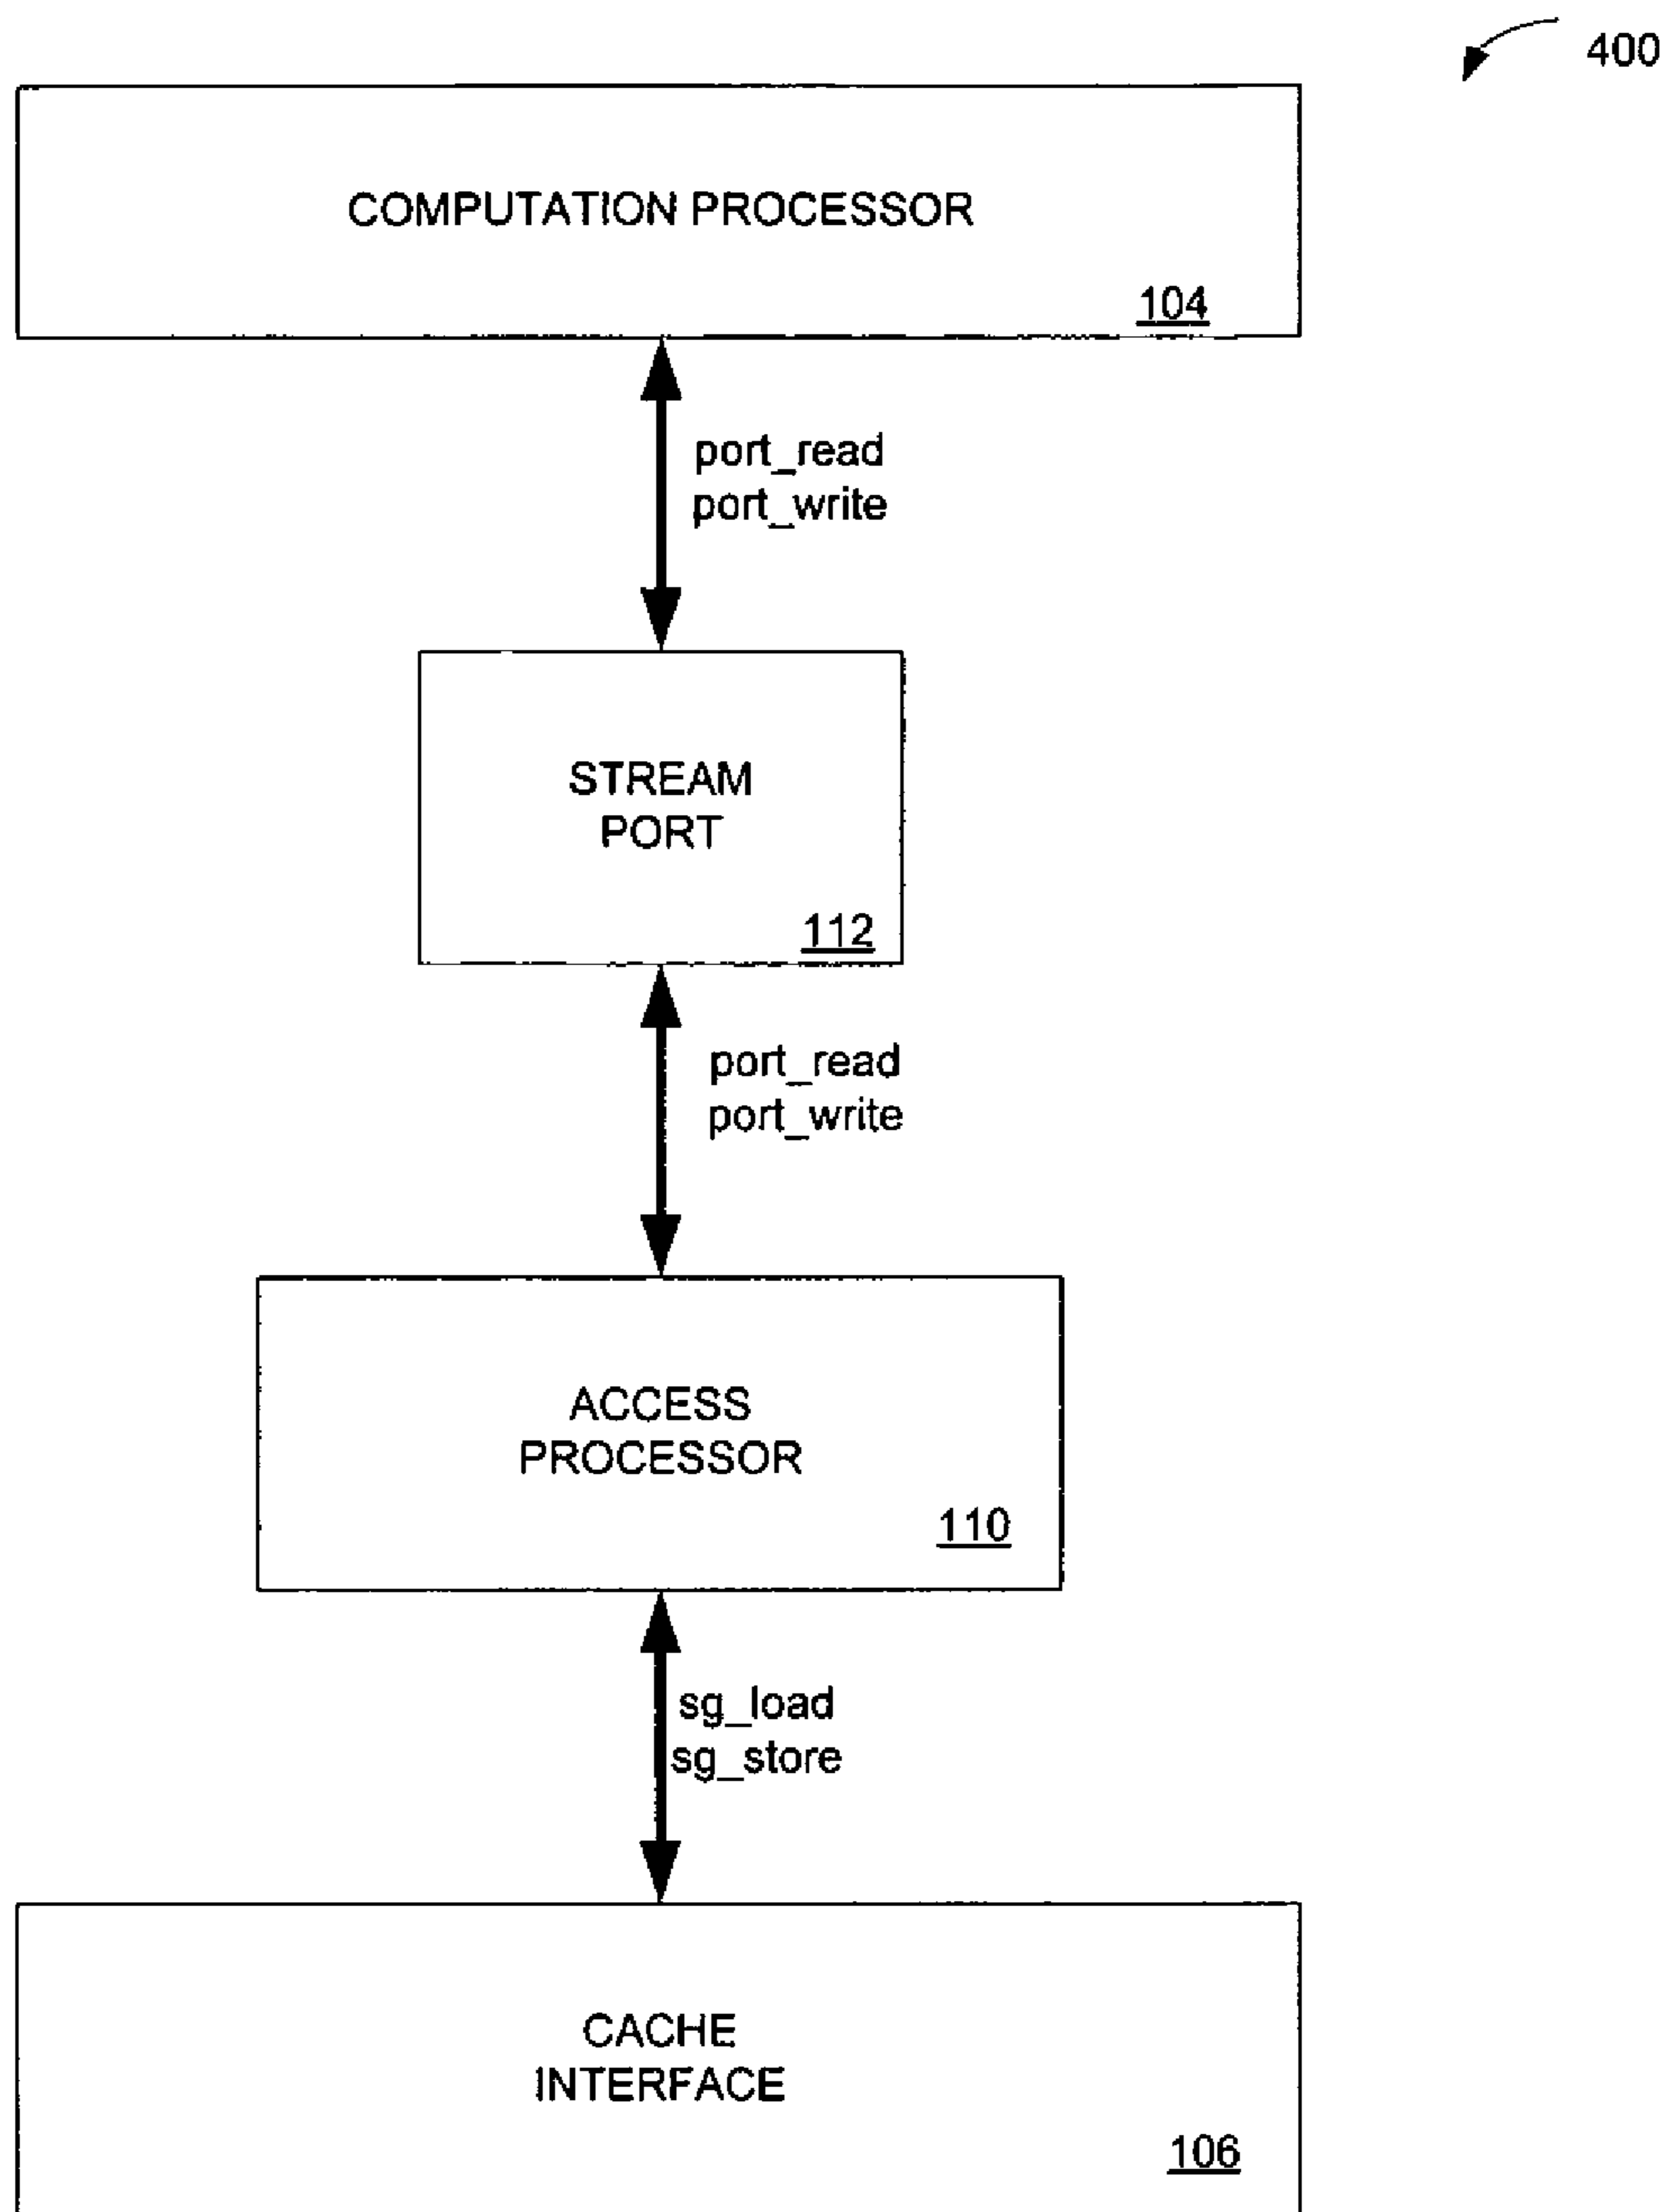 400
COMPUTATION PROCESSOR
104
port_read
port_write
STREAM
PORT
112
port_read
port_write
ACCESS
PROCESSOR
110
sg_load
sg_store
CACHE
INTERFACE
106